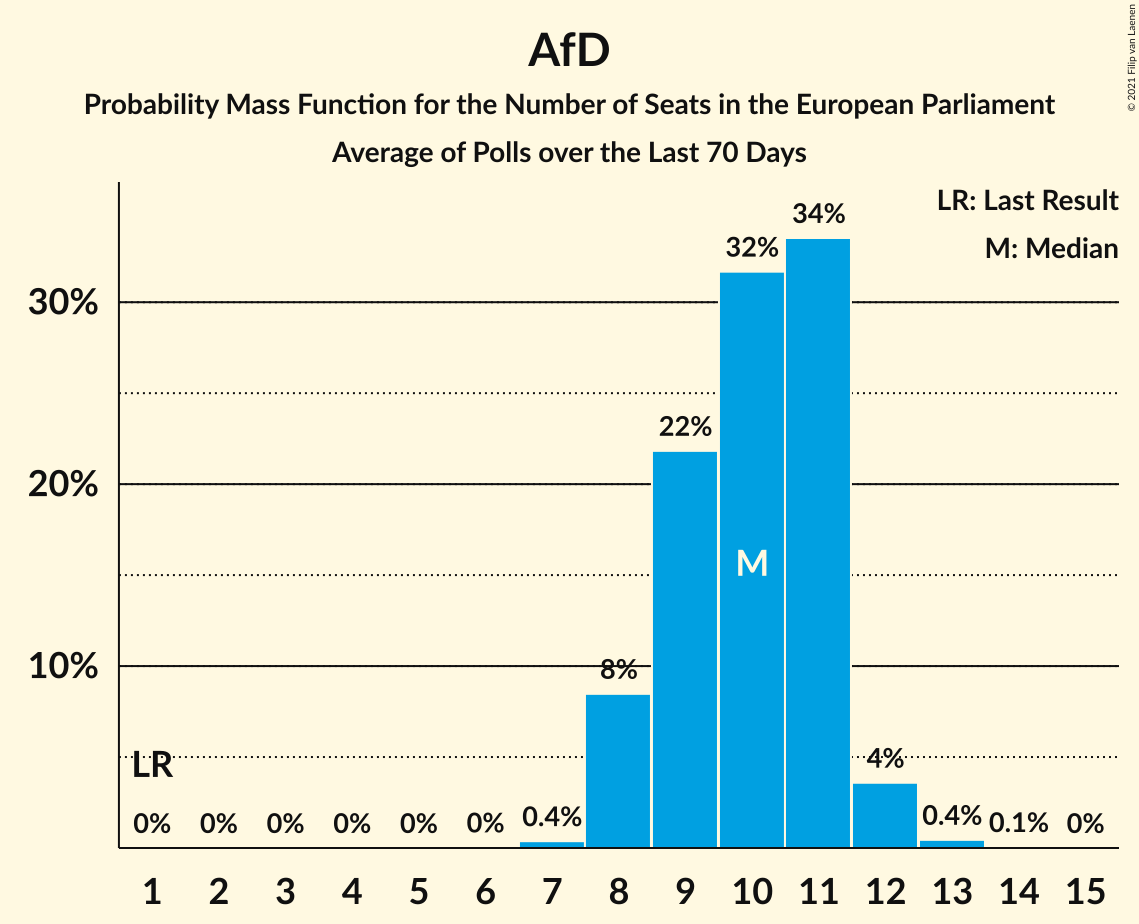 AfD
Probability Mass Function for the Number of Seats in the European Parliament
Average of Polls over the Last 70 Days
© 2021 Filip van Laenen
LR: Last Result
M: Median
34%
32%
30%
22%
20%
M
10%
8%
LR
4%
0% 0% 0% 0% 0% 0% 0.4% 0.4% 0.1% 0%
1 2 3 4 5 6 7 8 9 10 11 12 13 14 15